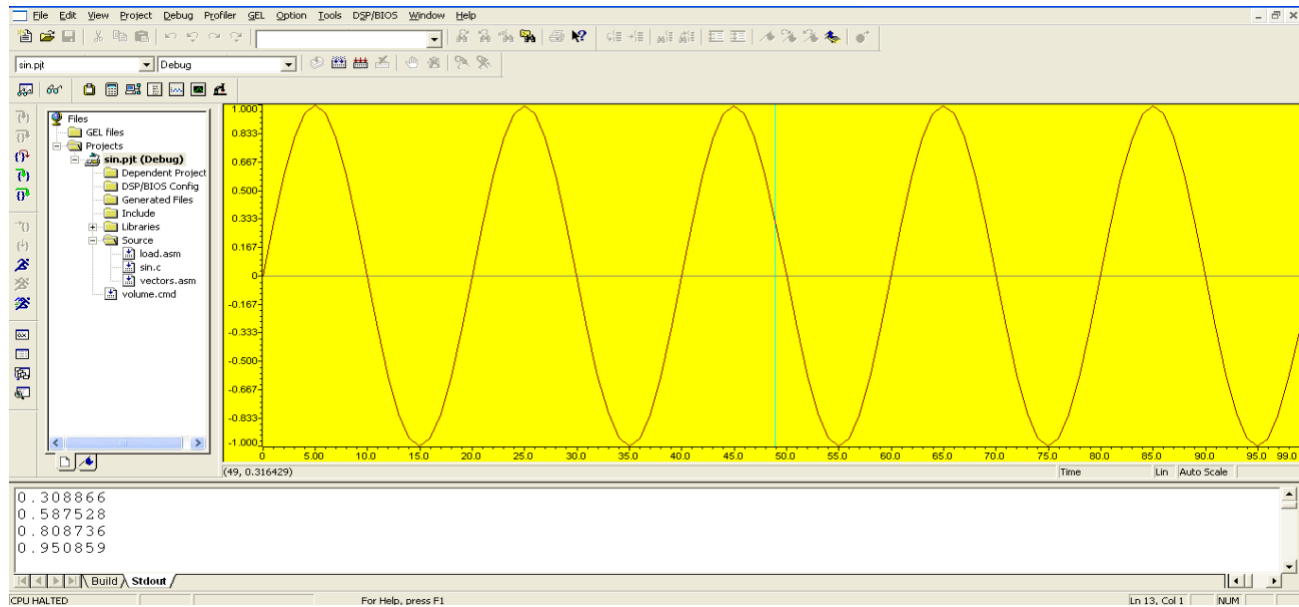 File Edit View Project Debug Profiler GEL Option Tools DSP/BIOS Window Help
sin.pjt Debug
Files
GEL files
Projects
sin.pjt (Debug)
Dependent Project
DSP/BIOS Config
Generated Files
Include
Libraries
Source
load.asm
sin.c
vectors.asm
volume.cmd
1.000
0.833
0.667
0.500
0.333
0.167
0
-0.167
-0.333
-0.500
-0.667
-0.833
-1.000
0 5.00 10.0 15.0 20.0 25.0 30.0 35.0 40.0 45.0 50.0 55.0 60.0 65.0 70.0 75.0 80.0 85.0 90.0 95.0 99.0
(49, 0.316429) Time Lin Auto Scale
0.308866
0.587528
0.808736
0.950859
Build Stdout
CPU HALTED For Help, press F1 Ln 13, Col 1 NUM